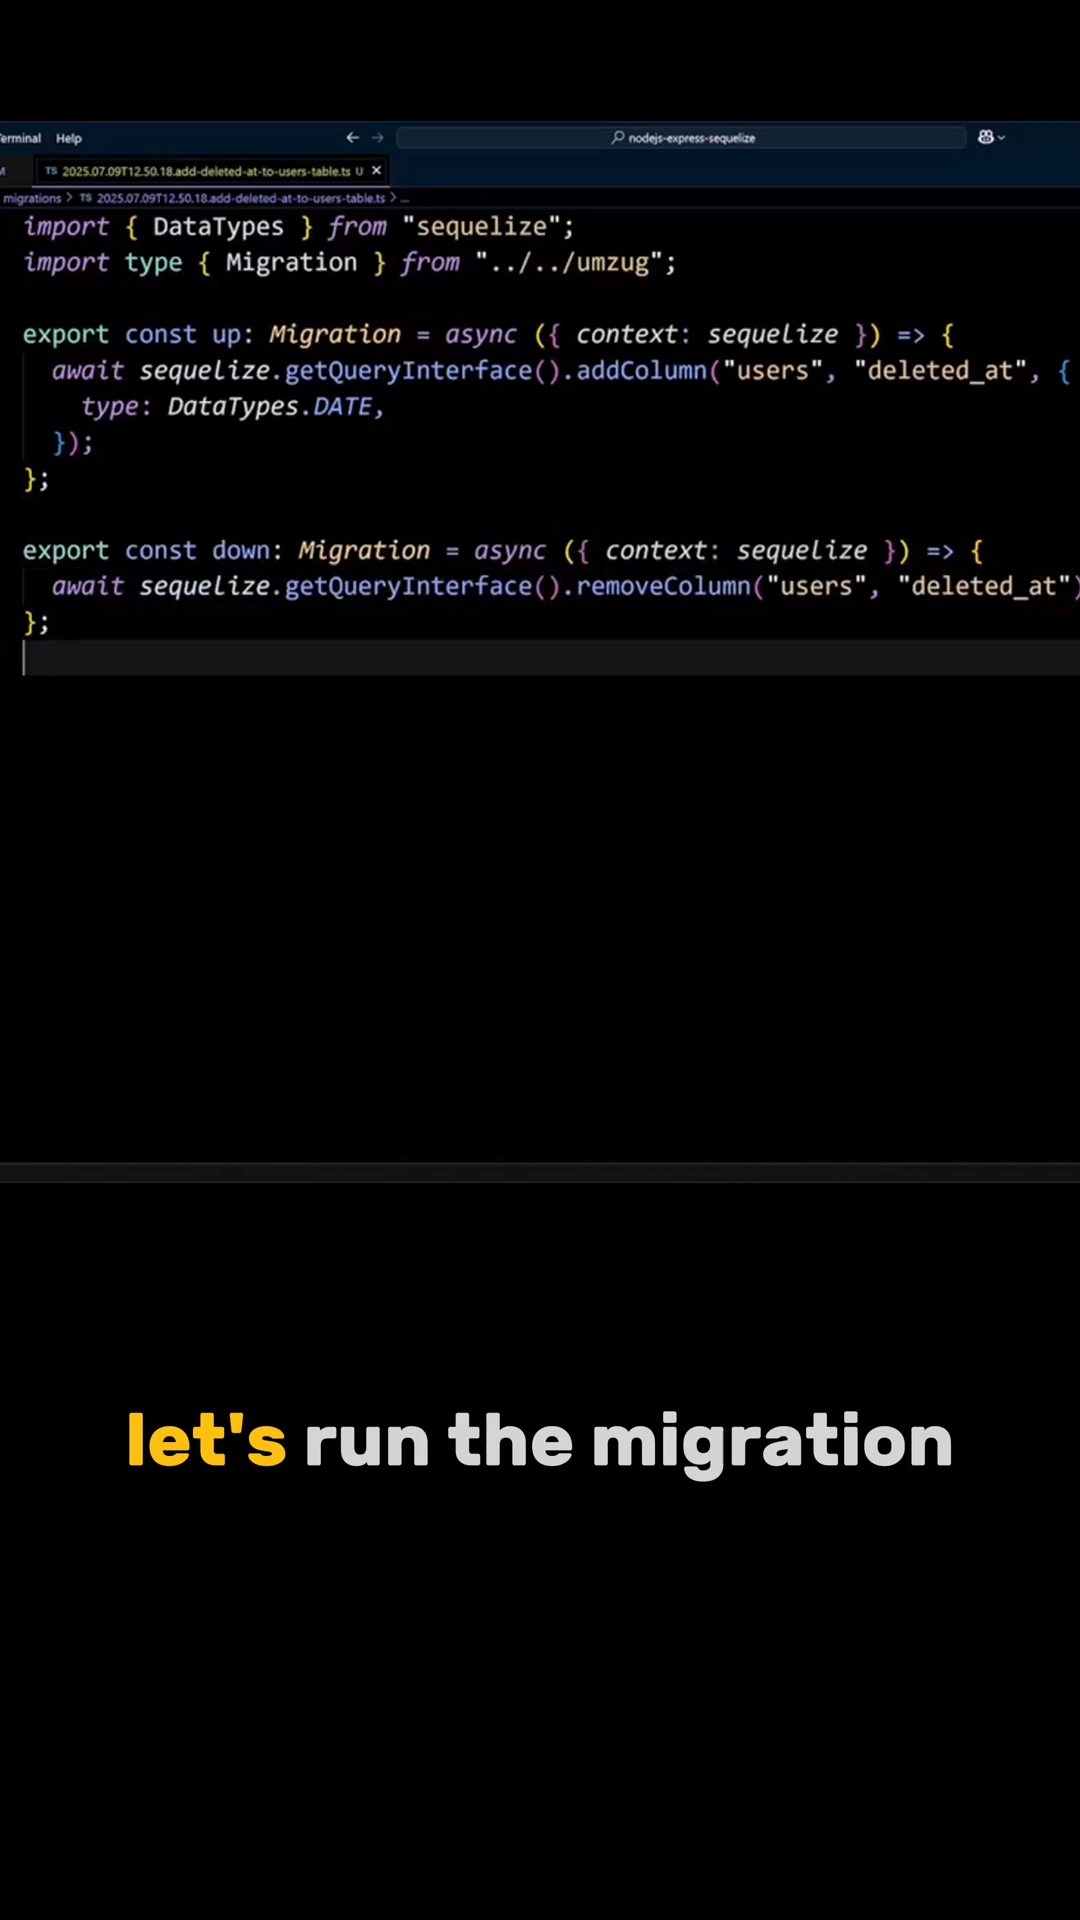 Terminal Help ← → nodejs-express-sequelize
TS 2025.07.09T12.50.18.add-deleted-at-to-users-table.ts U ✕
migrations > TS 2025.07.09T12.50.18.add-deleted-at-to-users-table.ts > ...
import { DataTypes } from "sequelize";
import type { Migration } from "../../umzug";
export const up: Migration = async ({ context: sequelize }) => {
await sequelize.getQueryInterface().addColumn("users", "deleted_at", {
type: DataTypes.DATE,
});
};
export const down: Migration = async ({ context: sequelize }) => {
await sequelize.getQueryInterface().removeColumn("users", "deleted_at")
};
let's run the migration